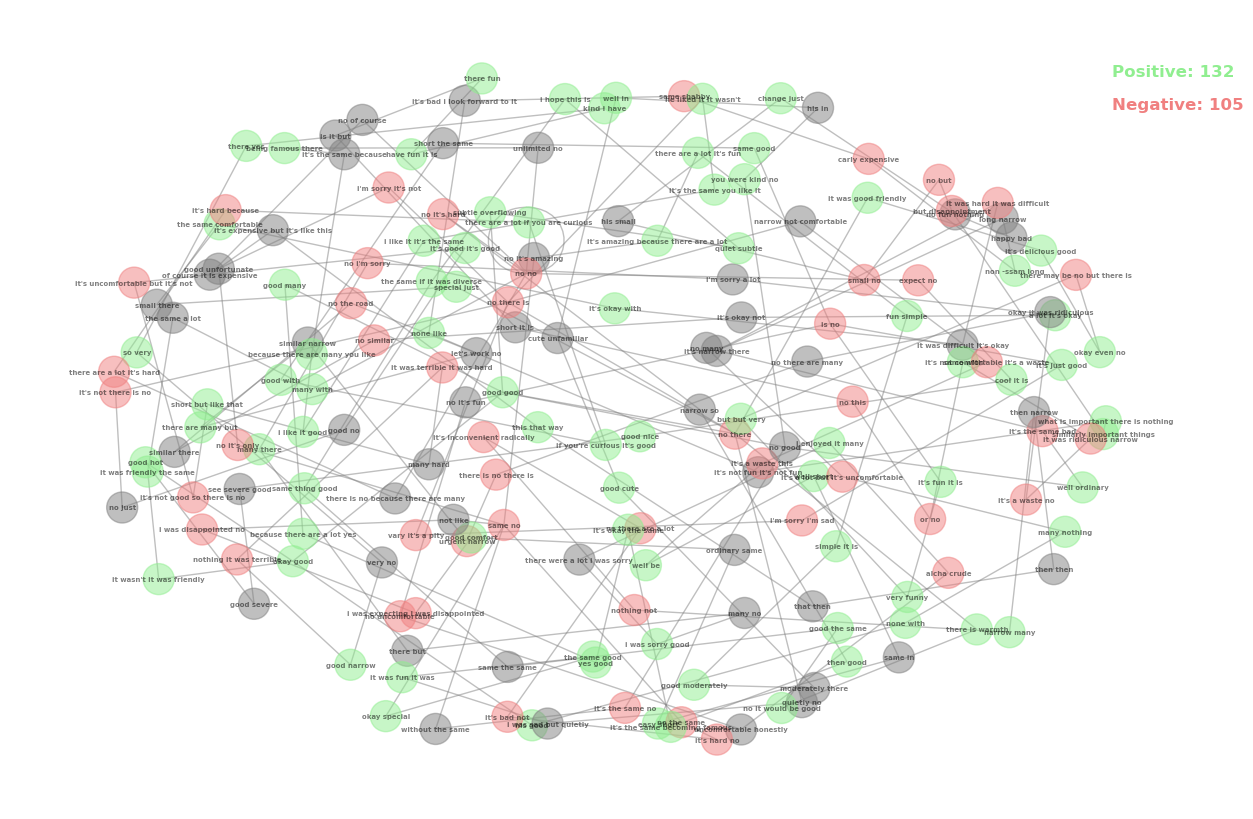 there fun
Positive: 132
it's bad i look forward to it
i hope this is
well in
same shabby
change just
Negative: 105
kind i have
his in
no of course
is it but
there yes
being famous there
it's the same because
have fun it is
short the same
unlimited no
there are a lot it's fun
same good
carly expensive
you were kind no
no but
i'm sorry it's not
it's the same you like it
it was good friendly
it was hard it was difficult
it's hard because
no it's hard
subtle overflowing
but disappointment
no fun nothing
long narrow
the same comfortable
it's expensive but it's like this
there are a lot if you are curious
his small
narrow not comfortable
happy bad
i like it it's the same
it's good it's good
it's amazing because there are a lot
quiet subtle
it's delicious good
no it's amazing
no i'm sorry
good unfortunate
of course it is expensive
no no
non -ssam long
there may be no but there is
it's uncomfortable but it's not
good many
the same if it was diverse
special just
i'm sorry a lot
small no
expect no
small there
no the road
no there is
it's okay with
okay it was ridiculous
a lot it's okay
the same a lot
it's okay not
fun simple
is no
short it is
none like
cute unfamiliar
no similar
similar narrow
so very
because there are many you like
let's work no
no many
it's narrow there
it was difficult it's okay
okay even no
no there are many
it's just good
there are a lot it's hard
it was terrible it was hard
good with
cool it is
it's not there is no
many with
good good
no it's fun
no this
short but like that
narrow so
then narrow
but but very
what is important there is nothing
there are many but
this that way
i like it good
good no
it's the same bad
similarly important things
it was ridiculous narrow
no there
it's inconvenient radically
good nice
if you're curious it's good
i enjoyed it many
no it's only
many there
no good
similar there
good hot
many hard
it's a waste this
it was friendly the same
it's not fun it's not fun
there is no there is
it's fun it is
see severe good
same thing good
good cute
well ordinary
it's not good so there is no
there is no because there are many
it's a waste no
no just
not like
same no
i'm sorry i'm sad
or no
i was disappointed no
no there are a lot
it's okay the same
many nothing
because there are a lot yes
vary it's a pity
good comfort
urgent narrow
simple it is
ordinary same
nothing it was terrible
okay good
very no
there were a lot i was sorry
well be
then then
alcha crude
it wasn't it was friendly
very funny
good severe
that then
nothing not
many no
i was expecting i was disappointed
no uncomfortable
none with
good the same
there is warmth
narrow many
i was sorry good
there but
the same good
yes good
same in
then good
good narrow
same the same
it was fun it was
good moderately
moderately there
quiet no
no it would be good
it's the same no
okay special
it's bad not
no the same
it's the same becoming famous
uncomfortable honestly
without the same
it's hard no